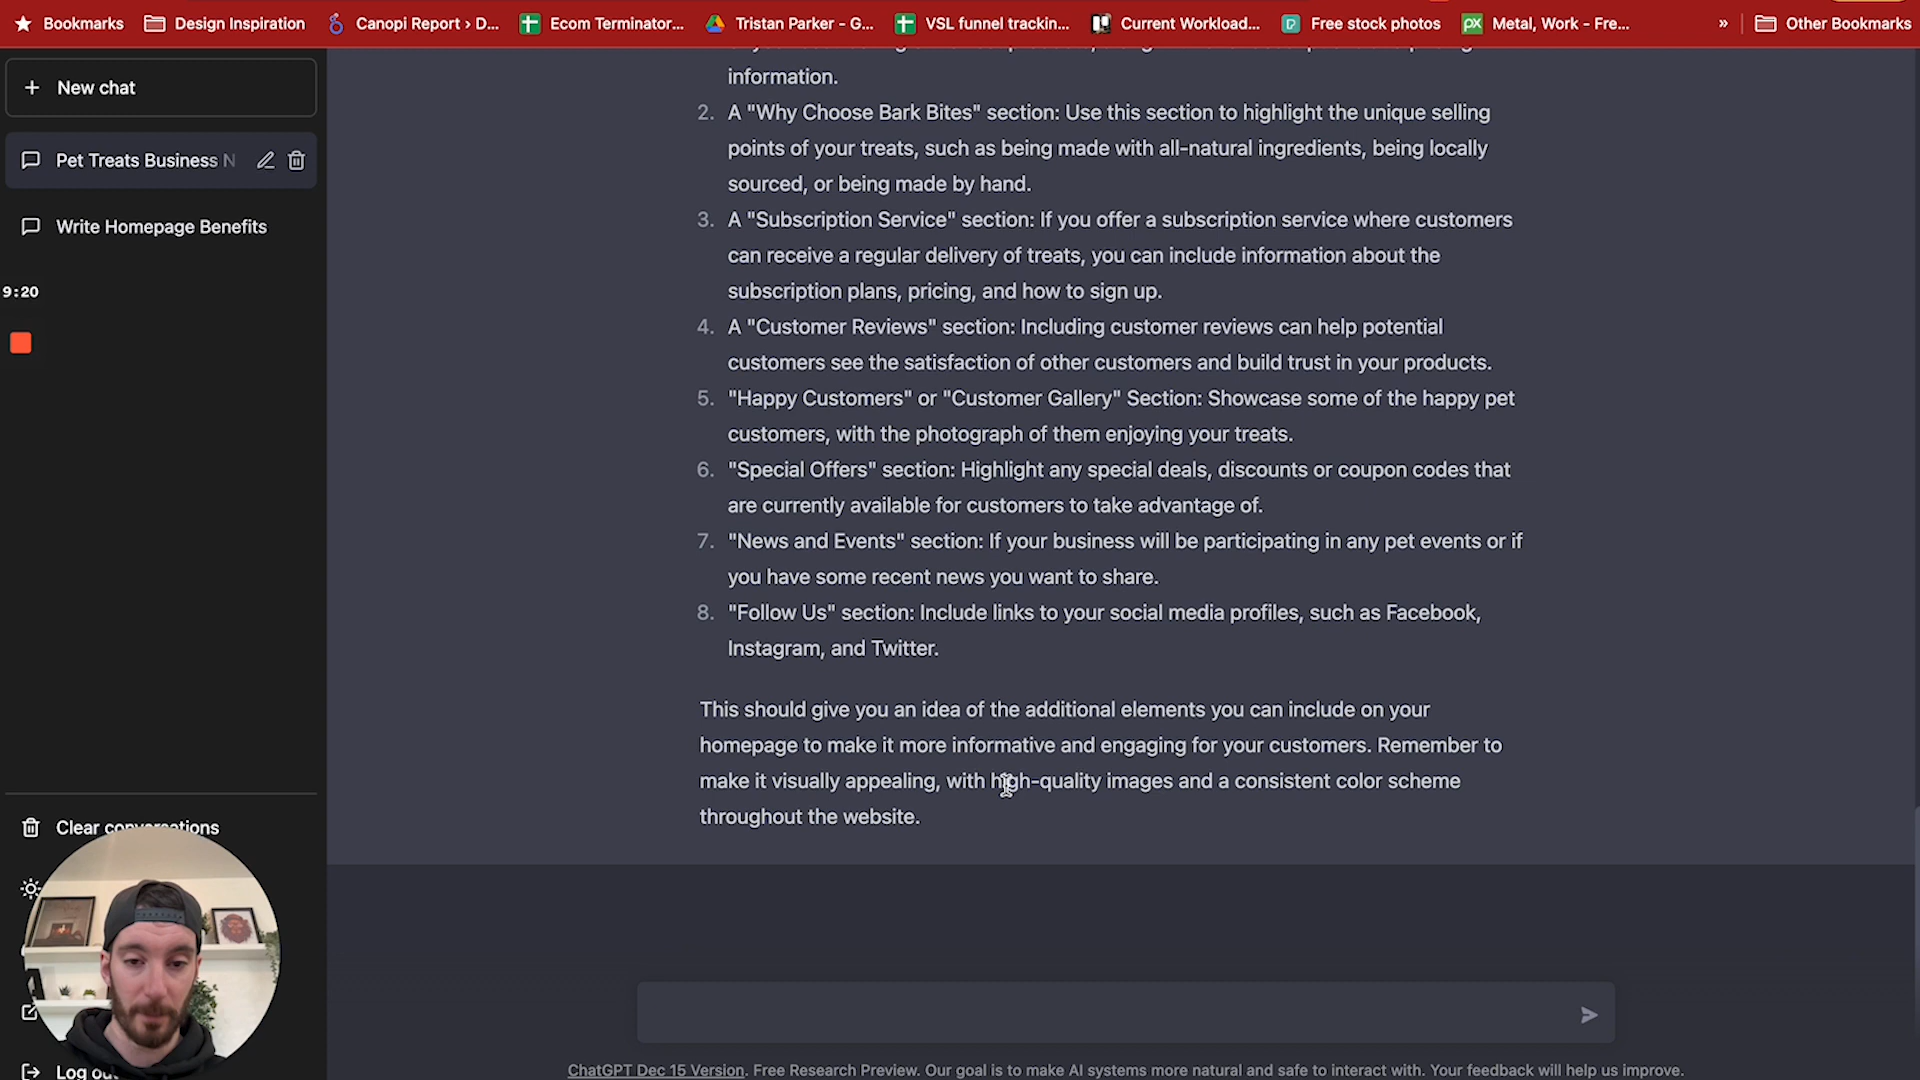 Bookmarks
Design Inspiration
Canopi Report › D...
Ecom Terminator...
Tristan Parker - G...
VSL funnel trackin...
Current Workload...
Free stock photos
Metal, Work - Fre...
»
Other Bookmarks
+ New chat
Pet Treats Business N
Write Homepage Benefits
9:20
Clear conversations
Log ou
information.
2. A "Why Choose Bark Bites" section: Use this section to highlight the unique selling
points of your treats, such as being made with all-natural ingredients, being locally
sourced, or being made by hand.
3. A "Subscription Service" section: If you offer a subscription service where customers
can receive a regular delivery of treats, you can include information about the
subscription plans, pricing, and how to sign up.
4. A "Customer Reviews" section: Including customer reviews can help potential
customers see the satisfaction of other customers and build trust in your products.
5. "Happy Customers" or "Customer Gallery" Section: Showcase some of the happy pet
customers, with the photograph of them enjoying your treats.
6. "Special Offers" section: Highlight any special deals, discounts or coupon codes that
are currently available for customers to take advantage of.
7. "News and Events" section: If your business will be participating in any pet events or if
you have some recent news you want to share.
8. "Follow Us" section: Include links to your social media profiles, such as Facebook,
Instagram, and Twitter.
This should give you an idea of the additional elements you can include on your
homepage to make it more informative and engaging for your customers. Remember to
make it visually appealing, with high-quality images and a consistent color scheme
throughout the website.
ChatGPT Dec 15 Version. Free Research Preview. Our goal is to make AI systems more natural and safe to interact with. Your feedback will help us improve.